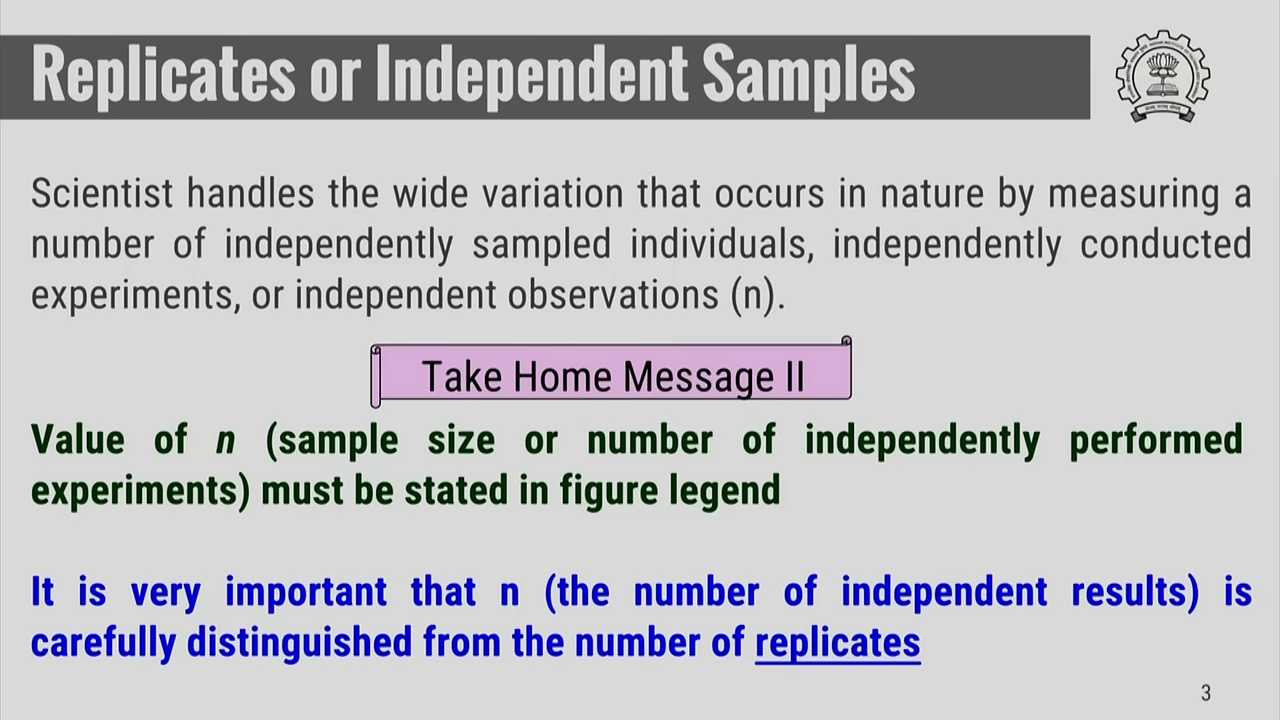 Replicates or Independent Samples
Scientist handles the wide variation that occurs in nature by measuring a
number of independently sampled individuals, independently conducted
experiments, or independent observations (n).
Take Home Message II
Value of n (sample size or number of independently performed
experiments) must be stated in figure legend
It is very important that n (the number of independent results) is
carefully distinguished from the number of replicates
3